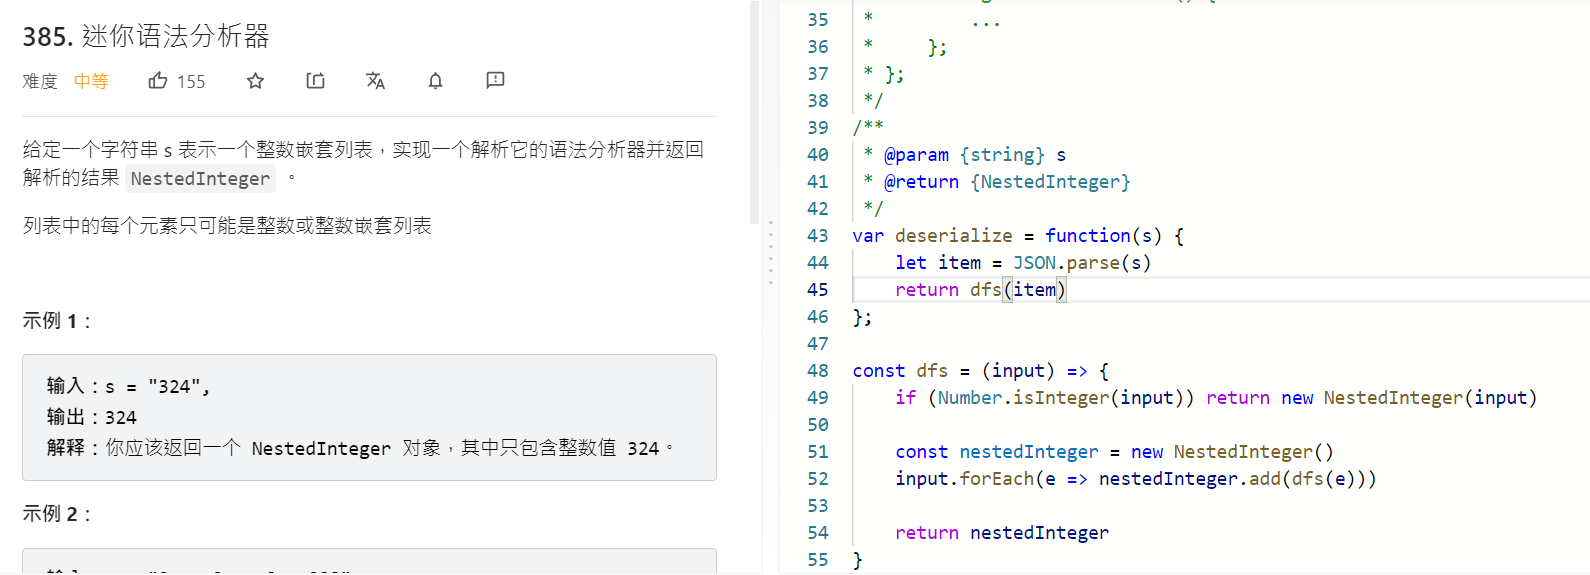 385. 迷你语法分析器
难度 中等 155
给定一个字符串 s 表示一个整数嵌套列表，实现一个解析它的语法分析器并返回
解析的结果 NestedInteger 。
列表中的每个元素只可能是整数或整数嵌套列表
示例 1：
输入：s = "324",
输出：324
解释：你应该返回一个 NestedInteger 对象，其中只包含整数值 324。
示例 2：
35 * ...
36 * };
37 * };
38 */
39 /**
40 * @param {string} s
41 * @return {NestedInteger}
42 */
43 var deserialize = function(s) {
44 let item = JSON.parse(s)
45 return dfs(item)
46 };
47
48 const dfs = (input) => {
49 if (Number.isInteger(input)) return new NestedInteger(input)
50
51 const nestedInteger = new NestedInteger()
52 input.forEach(e => nestedInteger.add(dfs(e)))
53
54 return nestedInteger
55 }